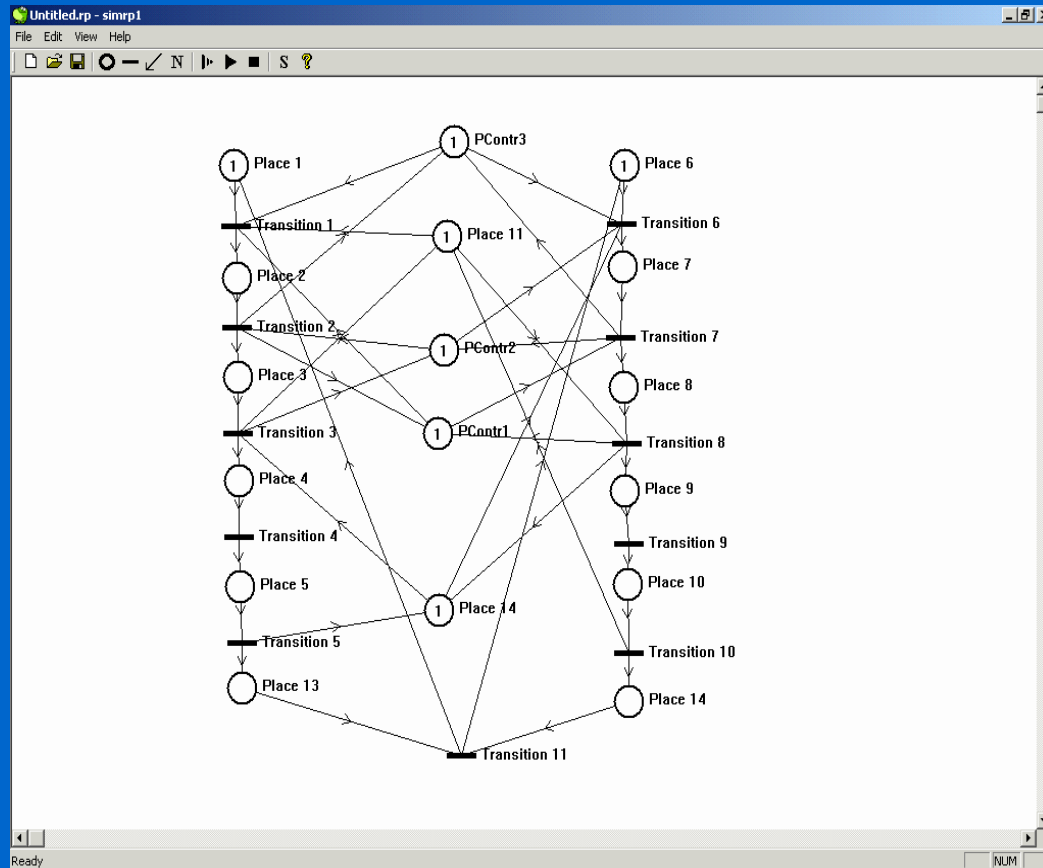 Untitled.rp - simrp1
File Edit View Help
N S ?
1 PContr3
1 Place 1
1 Place 6
Transition 1
Transition 6
1 Place 11
Place 2
Place 7
Transition 2
Transition 7
1 PContr2
Place 3
Place 8
Transition 3
1 PContr1
Transition 8
Place 4
Place 9
Transition 4
Transition 9
Place 5
Place 10
1 Place 14
Transition 5
Transition 10
Place 13
Place 14
Transition 11
Ready NUM